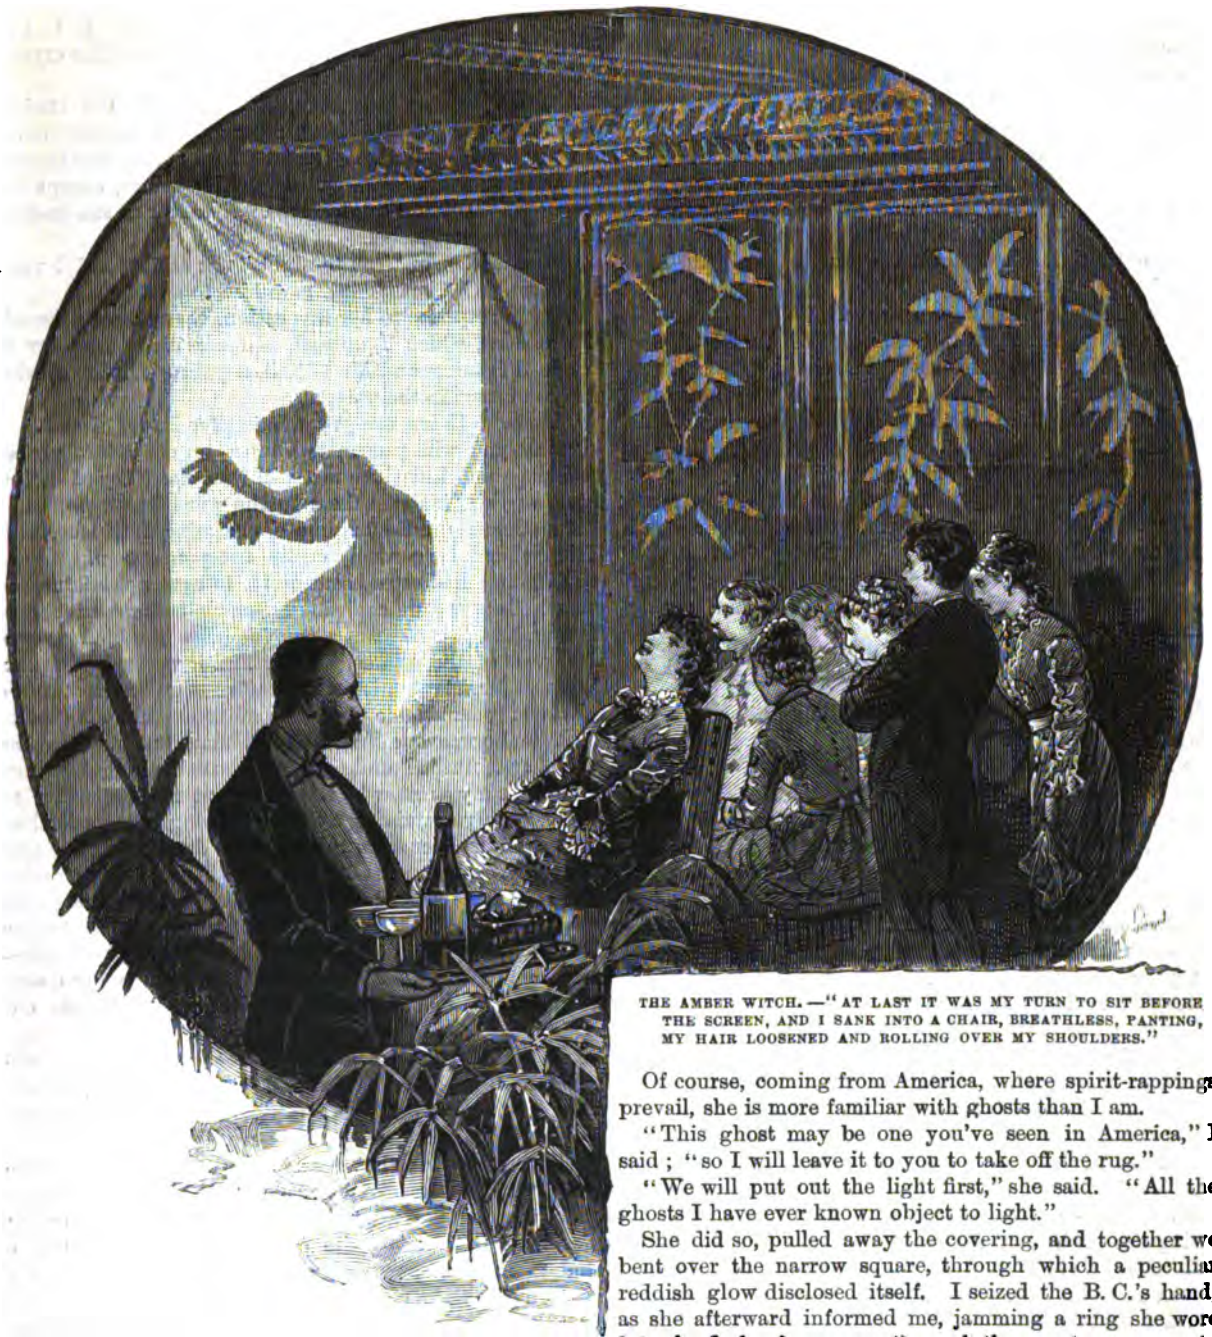 THE AMBER WITCH.—"AT LAST IT WAS MY TURN TO SIT BEFORE
THE SCREEN, AND I SANK INTO A CHAIR, BREATHLESS, PANTING,
MY HAIR LOOSENED AND ROLLING OVER MY SHOULDERS."
Of course, coming from America, where spirit-rappings
prevail, she is more familiar with ghosts than I am.
"This ghost may be one you've seen in America," I
said; "so I will leave it to you to take off the rug."
"We will put out the light first," she said. "All the
ghosts I have ever known object to light."
She did so, pulled away the covering, and together we
bent over the narrow square, through which a peculiar
reddish glow disclosed itself. I seized the B. C.'s hand,
as she afterward informed me, jamming a ring she wore